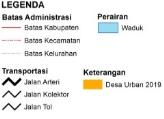 LEGENDA
Batas Administrasi
Batas Kabupaten
Batas Kecamatan
Batas Kelurahan
Perairan
Waduk
Transportasi
Jalan Arteri
Jalan Kolektor
Jalan Tol
Keterangan
Desa Urban 2019